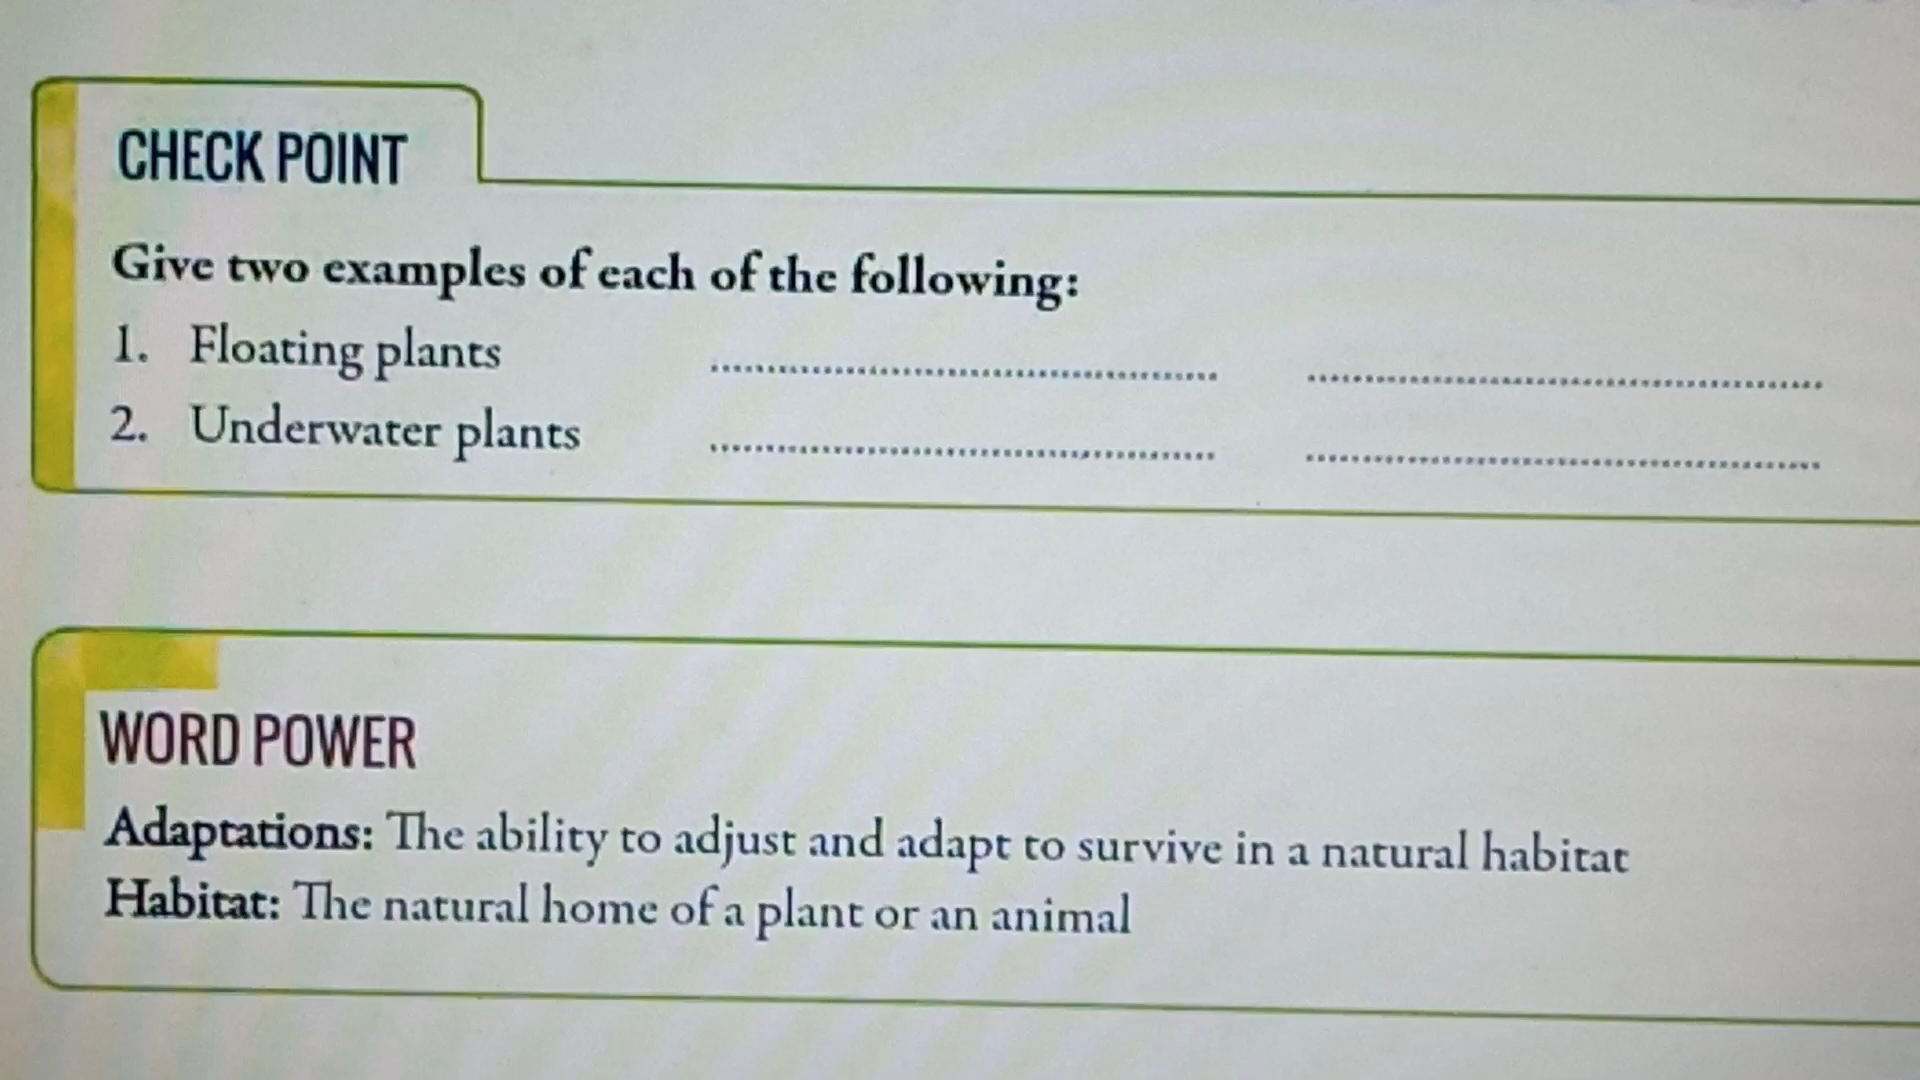 CHECK POINT
Give two examples of each of the following:
1. Floating plants ........................ ........................
2. Underwater plants ........................ ........................
WORD POWER
Adaptations: The ability to adjust and adapt to survive in a natural habitat
Habitat: The natural home of a plant or an animal